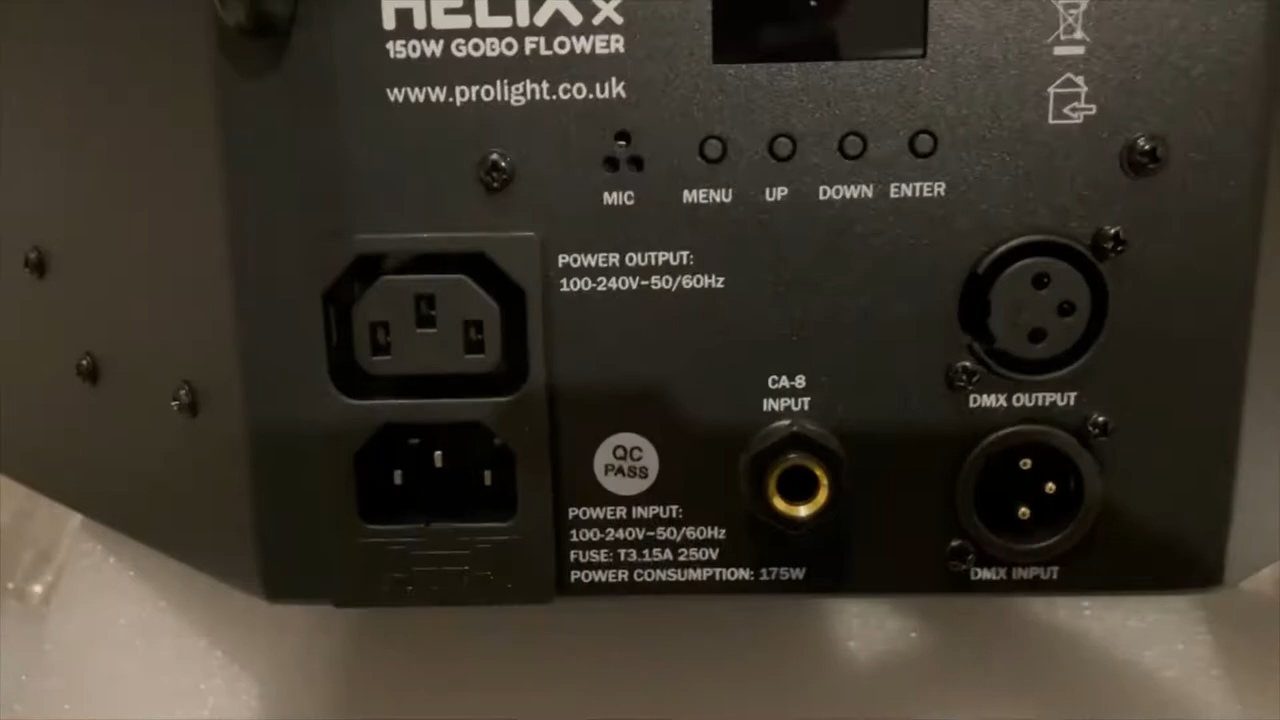 HELIX x
150W GOBO FLOWER
www.prolight.co.uk
MIC
MENU
UP
DOWN
ENTER
POWER OUTPUT:
100-240V~50/60Hz
CA-8
INPUT
DMX OUTPUT
QC
PASS
POWER INPUT:
100-240V~50/60Hz
FUSE: T3.15A 250V
POWER CONSUMPTION: 175W
DMX INPUT